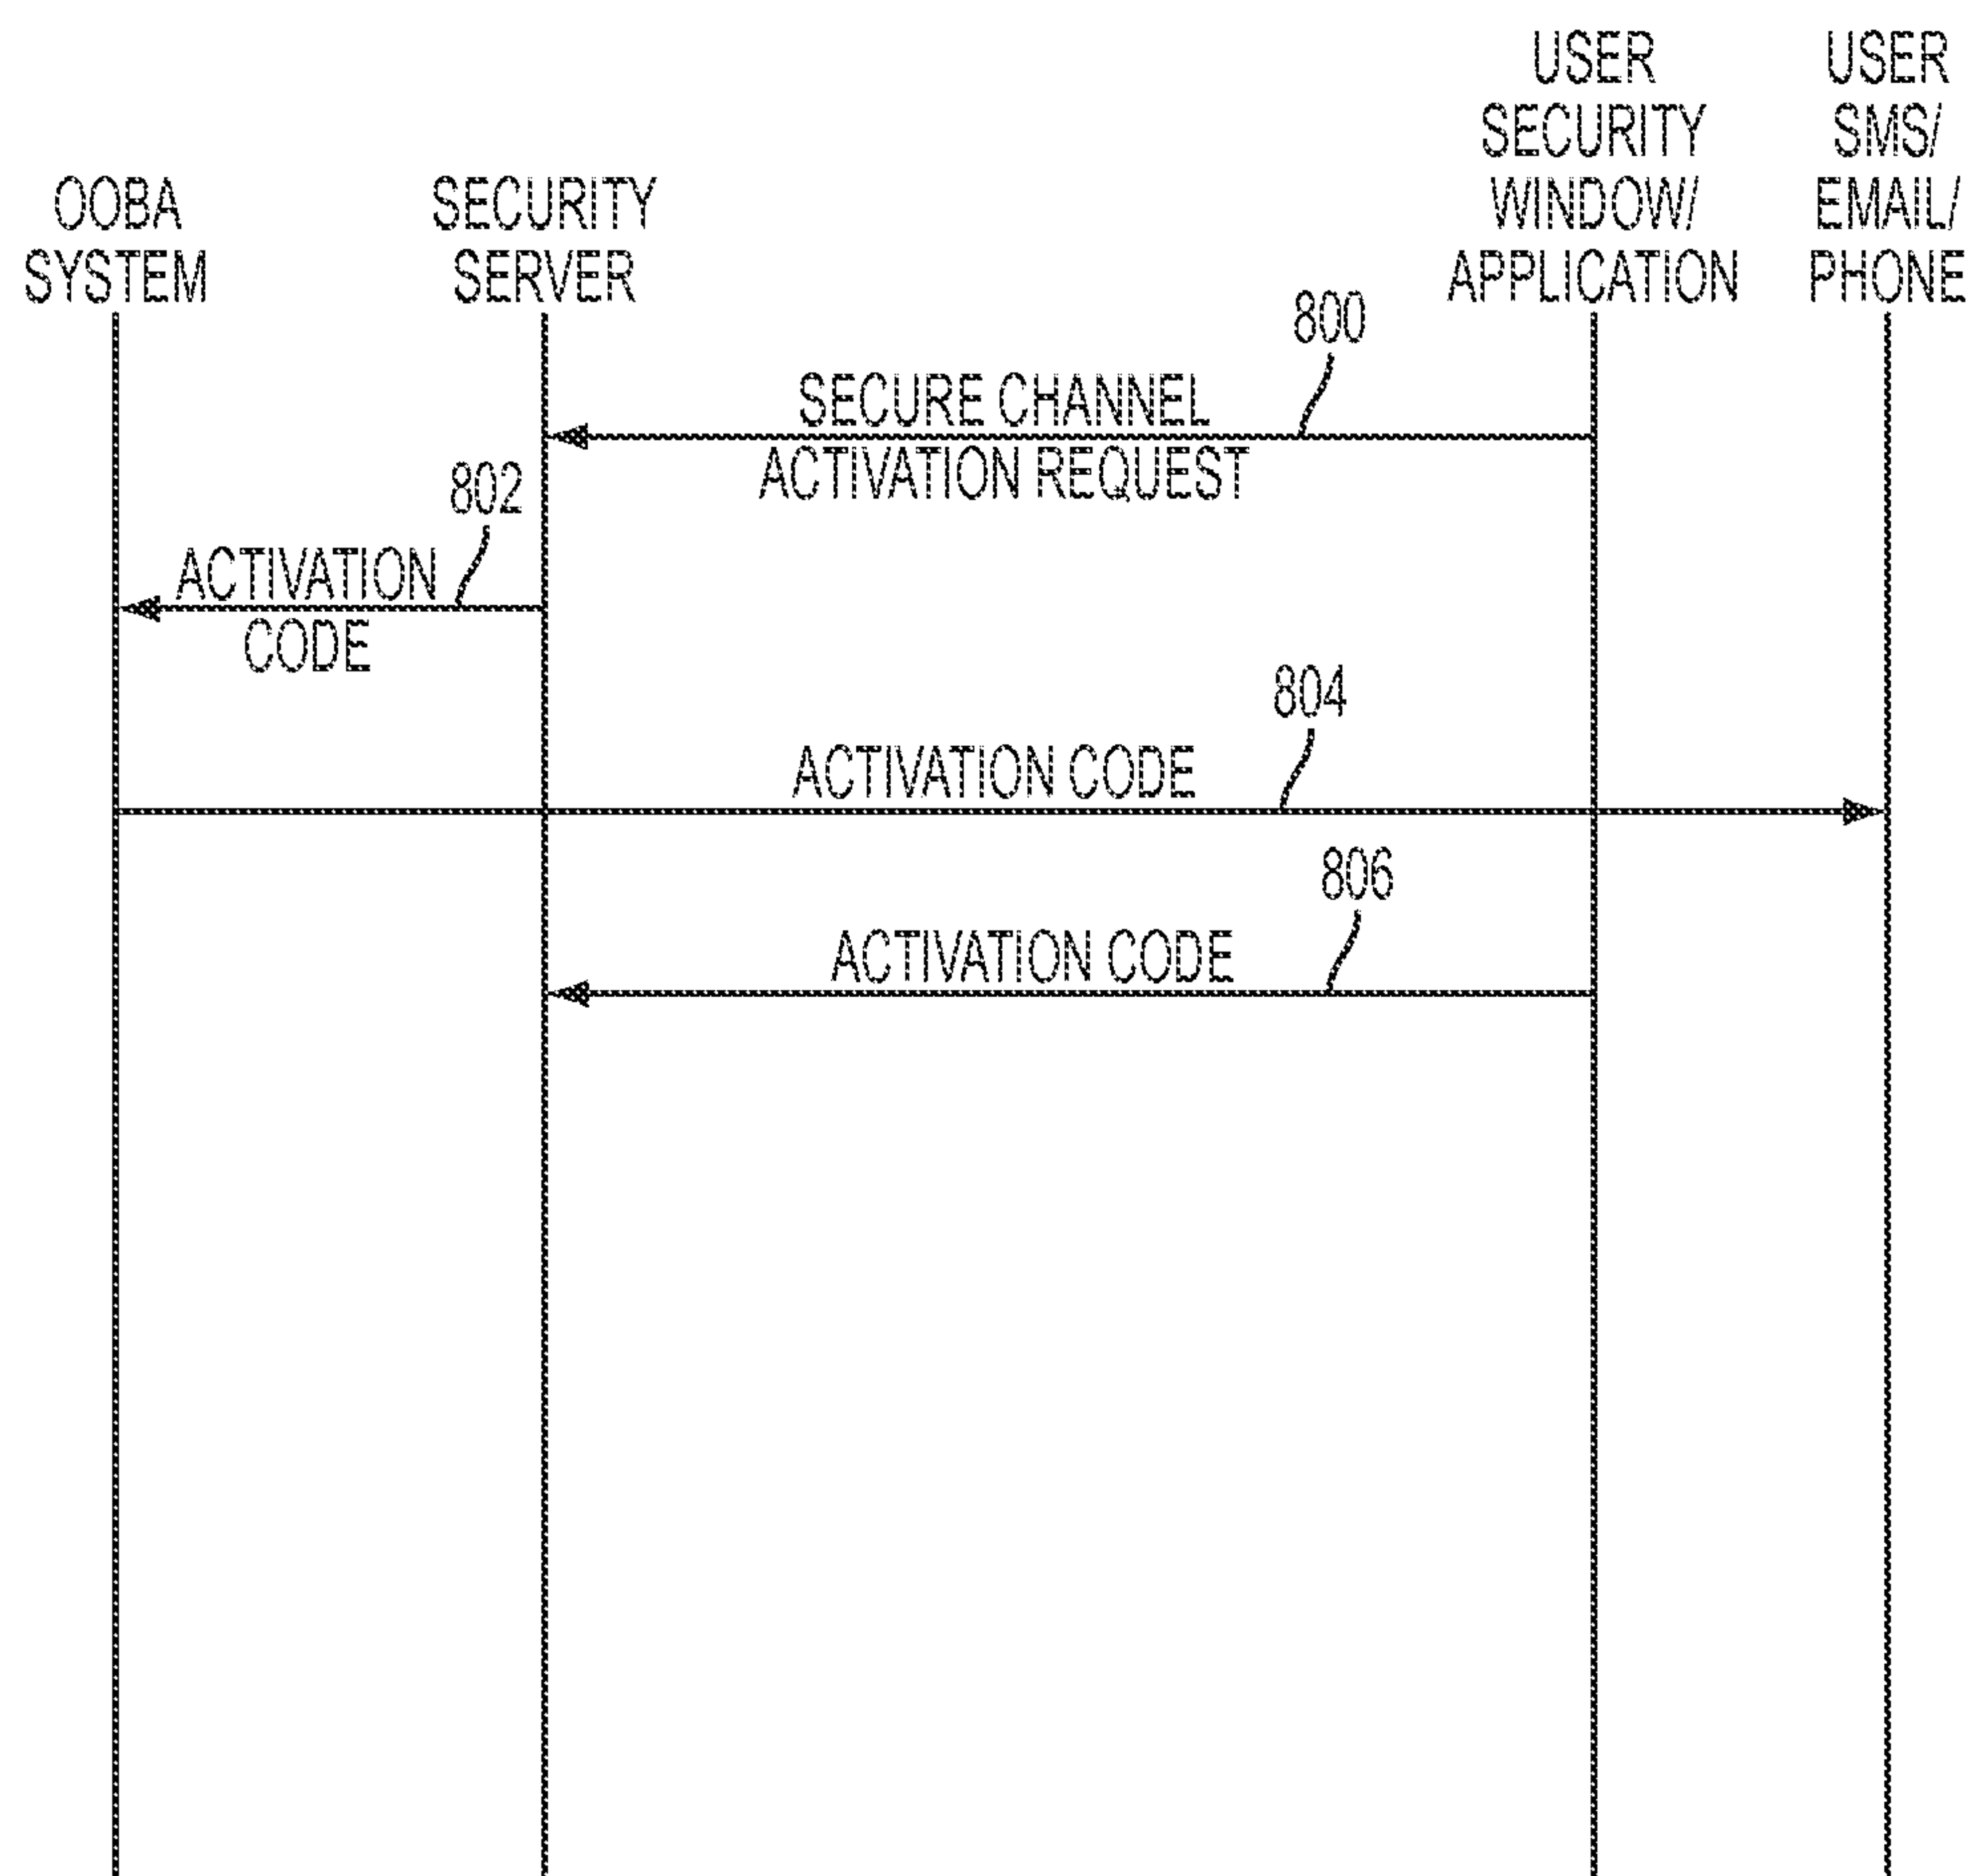 OOBA
SYSTEM
SECURITY
SERVER
USER
SECURITY
WINDOW/
APPLICATION
USER
SMS/
EMAIL/
PHONE
800
SECURE CHANNEL
ACTIVATION REQUEST
802
ACTIVATION
CODE
804
ACTIVATION CODE
806
ACTIVATION CODE